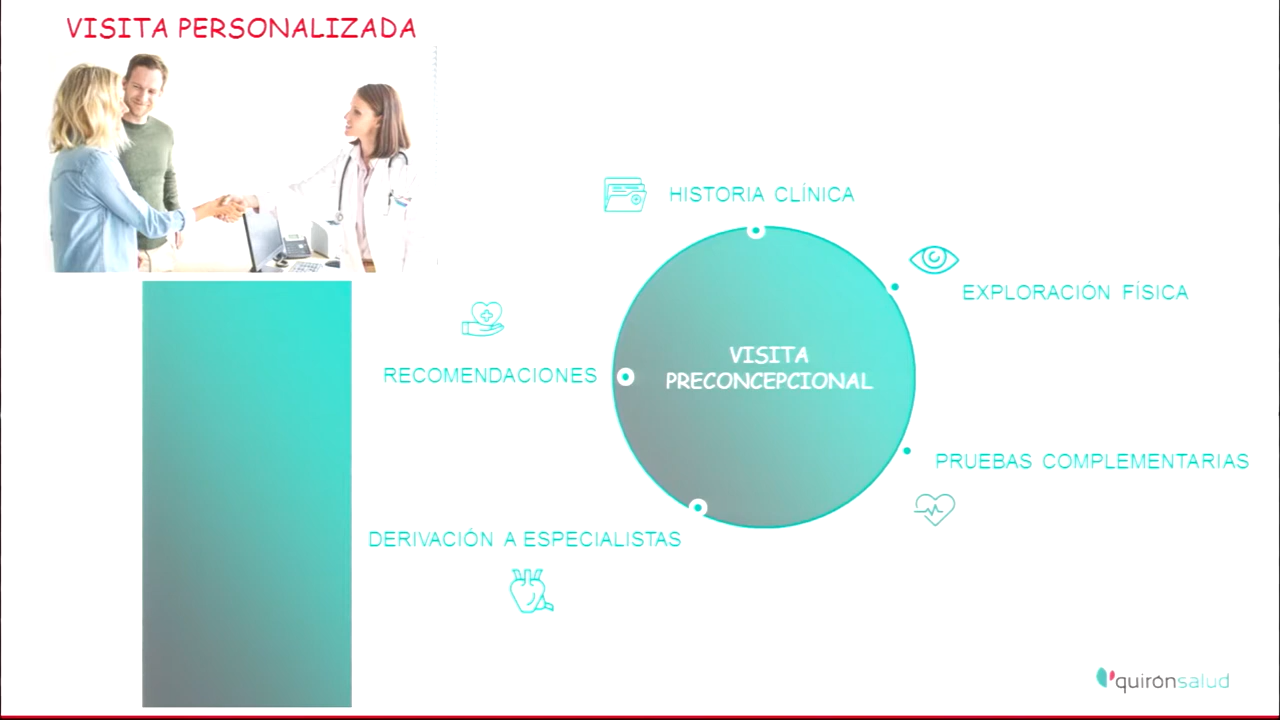 VISITA PERSONALIZADA
HISTORIA CLÍNICA
EXPLORACIÓN FÍSICA
VISITA
PRECONCEPCIONAL
RECOMENDACIONES
PRUEBAS COMPLEMENTARIAS
DERIVACIÓN A ESPECIALISTAS
quirónsalud